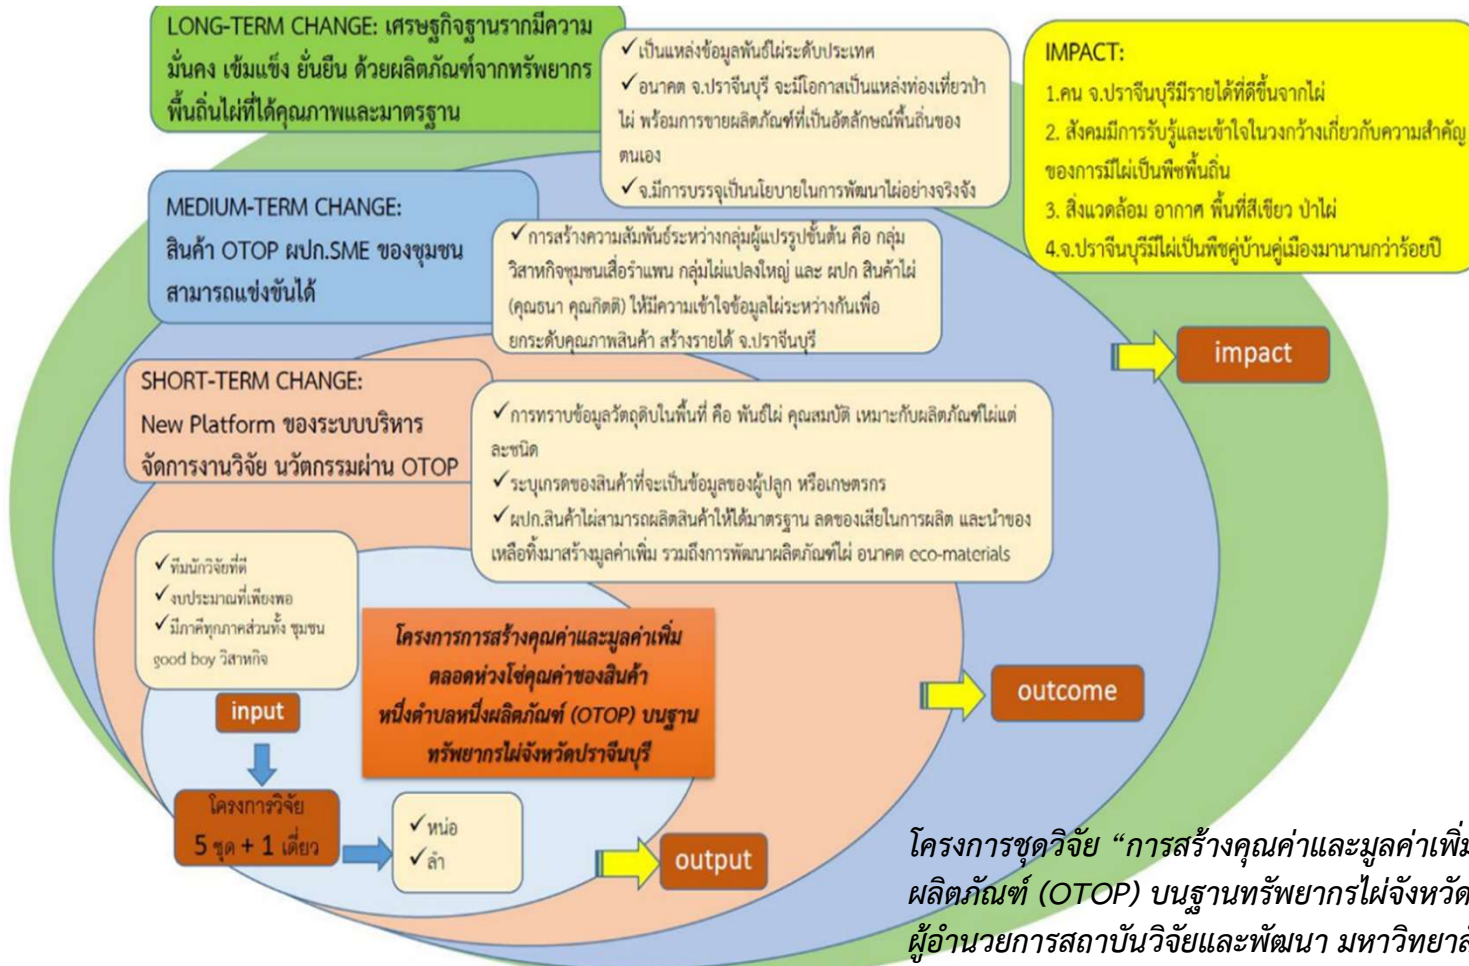 LONG-TERM CHANGE: เศรษฐกิจฐานรากมีความ
มั่นคง เข้มแข็ง ยั่งยืน ด้วยผลิตภัณฑ์จากทรัพยากร
พื้นถิ่นไผ่ที่ได้คุณภาพและมาตรฐาน
✓เป็นแหล่งข้อมูลพันธ์ไผ่ระดับประเทศ
✓อนาคต จ.ปราจีนบุรี จะมีโอกาสเป็นแหล่งท่องเที่ยวป่า
ไผ่ พร้อมการขายผลิตภัณฑ์ที่เป็นอัตลักษณ์พื้นถิ่นของ
ตนเอง
✓จ.มีการบรรจุเป็นนโยบายในการพัฒนาไผ่อย่างจริงจัง
IMPACT:
1.คน จ.ปราจีนบุรีมีรายได้ที่ดีขึ้นจากไผ่
2. สังคมมีการรับรู้และเข้าใจในวงกว้างเกี่ยวกับความสำคัญ
ของการมีไผ่เป็นพืชพื้นถิ่น
3. สิ่งแวดล้อม อากาศ พื้นที่สีเขียว ป่าไผ่
4.จ.ปราจีนบุรีมีไผ่เป็นพืชคู่บ้านคู่เมืองมานานกว่าร้อยปี
MEDIUM-TERM CHANGE:
สินค้า OTOP ผปก.SME ของชุมชน
สามารถแข่งขันได้
✓การสร้างความสัมพันธ์ระหว่างกลุ่มผู้แปรรูปขั้นต้น คือ กลุ่ม
วิสาหกิจชุมชนเสื่อรำแพน กลุ่มไผ่แปลงใหญ่ และ ผปก สินค้าไผ่
(คุณธนา คุณกิตติ) ให้มีความเข้าใจข้อมูลไผ่ระหว่างกันเพื่อ
ยกระดับคุณภาพสินค้า สร้างรายได้ จ.ปราจีนบุรี
impact
SHORT-TERM CHANGE:
New Platform ของระบบบริหาร
จัดการงานวิจัย นวัตกรรมผ่าน OTOP
✓การทราบข้อมูลวัตถุดิบในพื้นที่ คือ พันธ์ไผ่ คุณสมบัติ เหมาะกับผลิตภัณฑ์ไผ่แต่
ละชนิด
✓ระบุเกรดของสินค้าที่จะเป็นข้อมูลของผู้ปลูก หรือเกษตรกร
✓ผปก.สินค้าไผ่สามารถผลิตสินค้าให้ได้มาตรฐาน ลดของเสียในการผลิต และนำของ
เหลือทิ้งมาสร้างมูลค่าเพิ่ม รวมถึงการพัฒนาผลิตภัณฑ์ไผ่ อนาคต eco-materials
✓ทีมนักวิจัยที่ดี
✓งบประมาณที่เพียงพอ
✓มีภาคีทุกภาคส่วนทั้ง ชุมชน
good boy วิสาหกิจ
input
โครงการการสร้างคุณค่าและมูลค่าเพิ่ม
ตลอดห่วงโซ่คุณค่าของสินค้า
หนึ่งตำบลหนึ่งผลิตภัณฑ์ (OTOP) บนฐาน
ทรัพยากรไผ่จังหวัดปราจีนบุรี
outcome
โครงการวิจัย
5 ชุด + 1 เดี่ยว
✓หน่อ
✓ลำ
output
โครงการชุดวิจัย “การสร้างคุณค่าและมูลค่าเพิ่ม
ผลิตภัณฑ์ (OTOP) บนฐานทรัพยากรไผ่จังหวัด
ผู้อำนวยการสถาบันวิจัยและพัฒนา มหาวิทยาลั